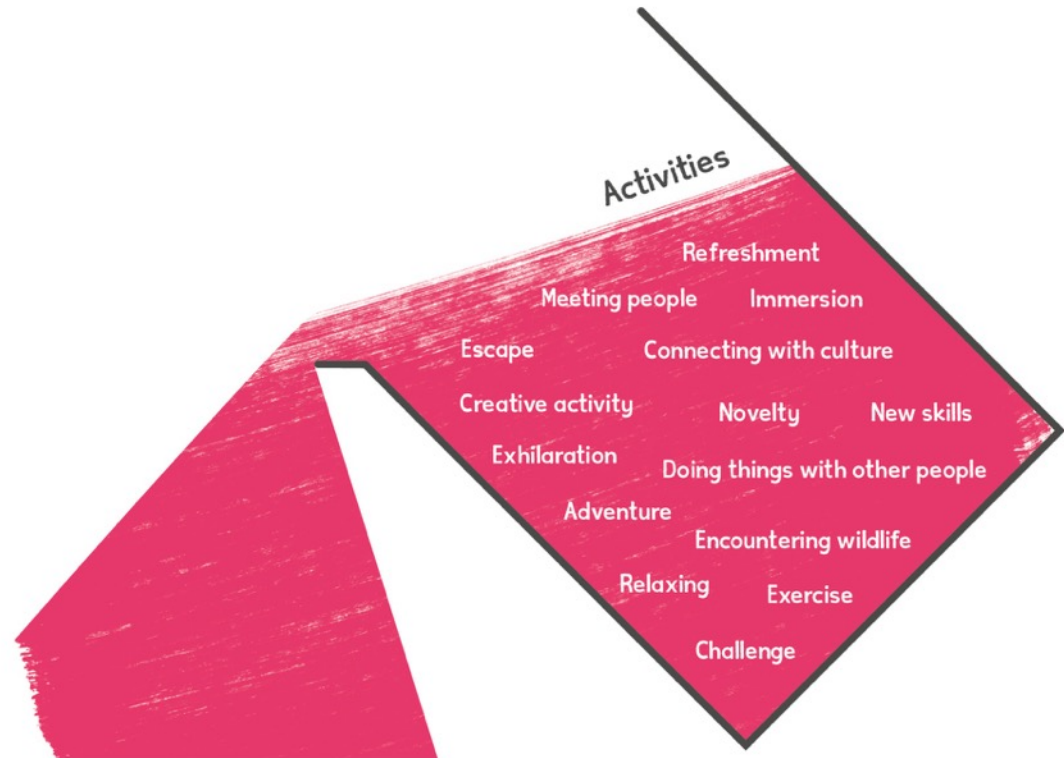 Activities
Refreshment
Meeting people
Immersion
Escape
Connecting with culture
Creative activity
Novelty
New skills
Exhilaration
Doing things with other people
Adventure
Encountering wildlife
Relaxing
Exercise
Challenge